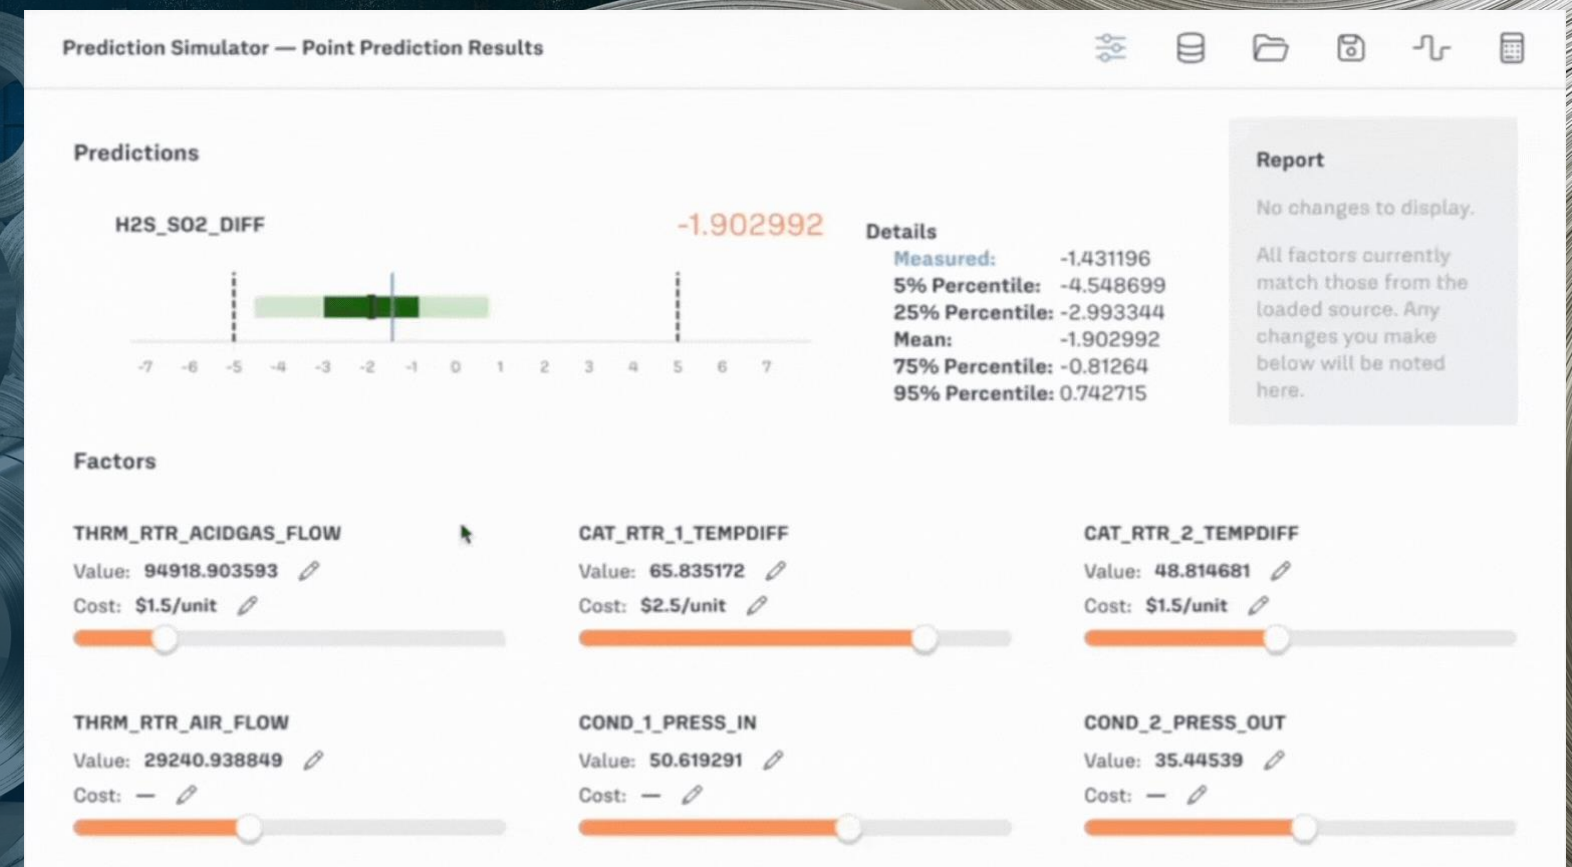 Prediction Simulator — Point Prediction Results
Predictions
H2S_SO2_DIFF
-1.902992
-7 -6 -5 -4 -3 -2 -1 0 1 2 3 4 5 6 7
Details
Measured: -1.431196
5% Percentile: -4.548699
25% Percentile: -2.993344
Mean: -1.902992
75% Percentile: -0.81264
95% Percentile: 0.742715
Report
No changes to display.
All factors currently
match those from the
loaded source. Any
changes you make
below will be noted
here.
Factors
THRM_RTR_ACIDGAS_FLOW
Value: 94918.903593
Cost: $1.5/unit
CAT_RTR_1_TEMPDIFF
Value: 65.835172
Cost: $2.5/unit
CAT_RTR_2_TEMPDIFF
Value: 48.814681
Cost: $1.5/unit
THRM_RTR_AIR_FLOW
Value: 29240.938849
Cost: —
COND_1_PRESS_IN
Value: 50.619291
Cost: —
COND_2_PRESS_OUT
Value: 35.44539
Cost: —